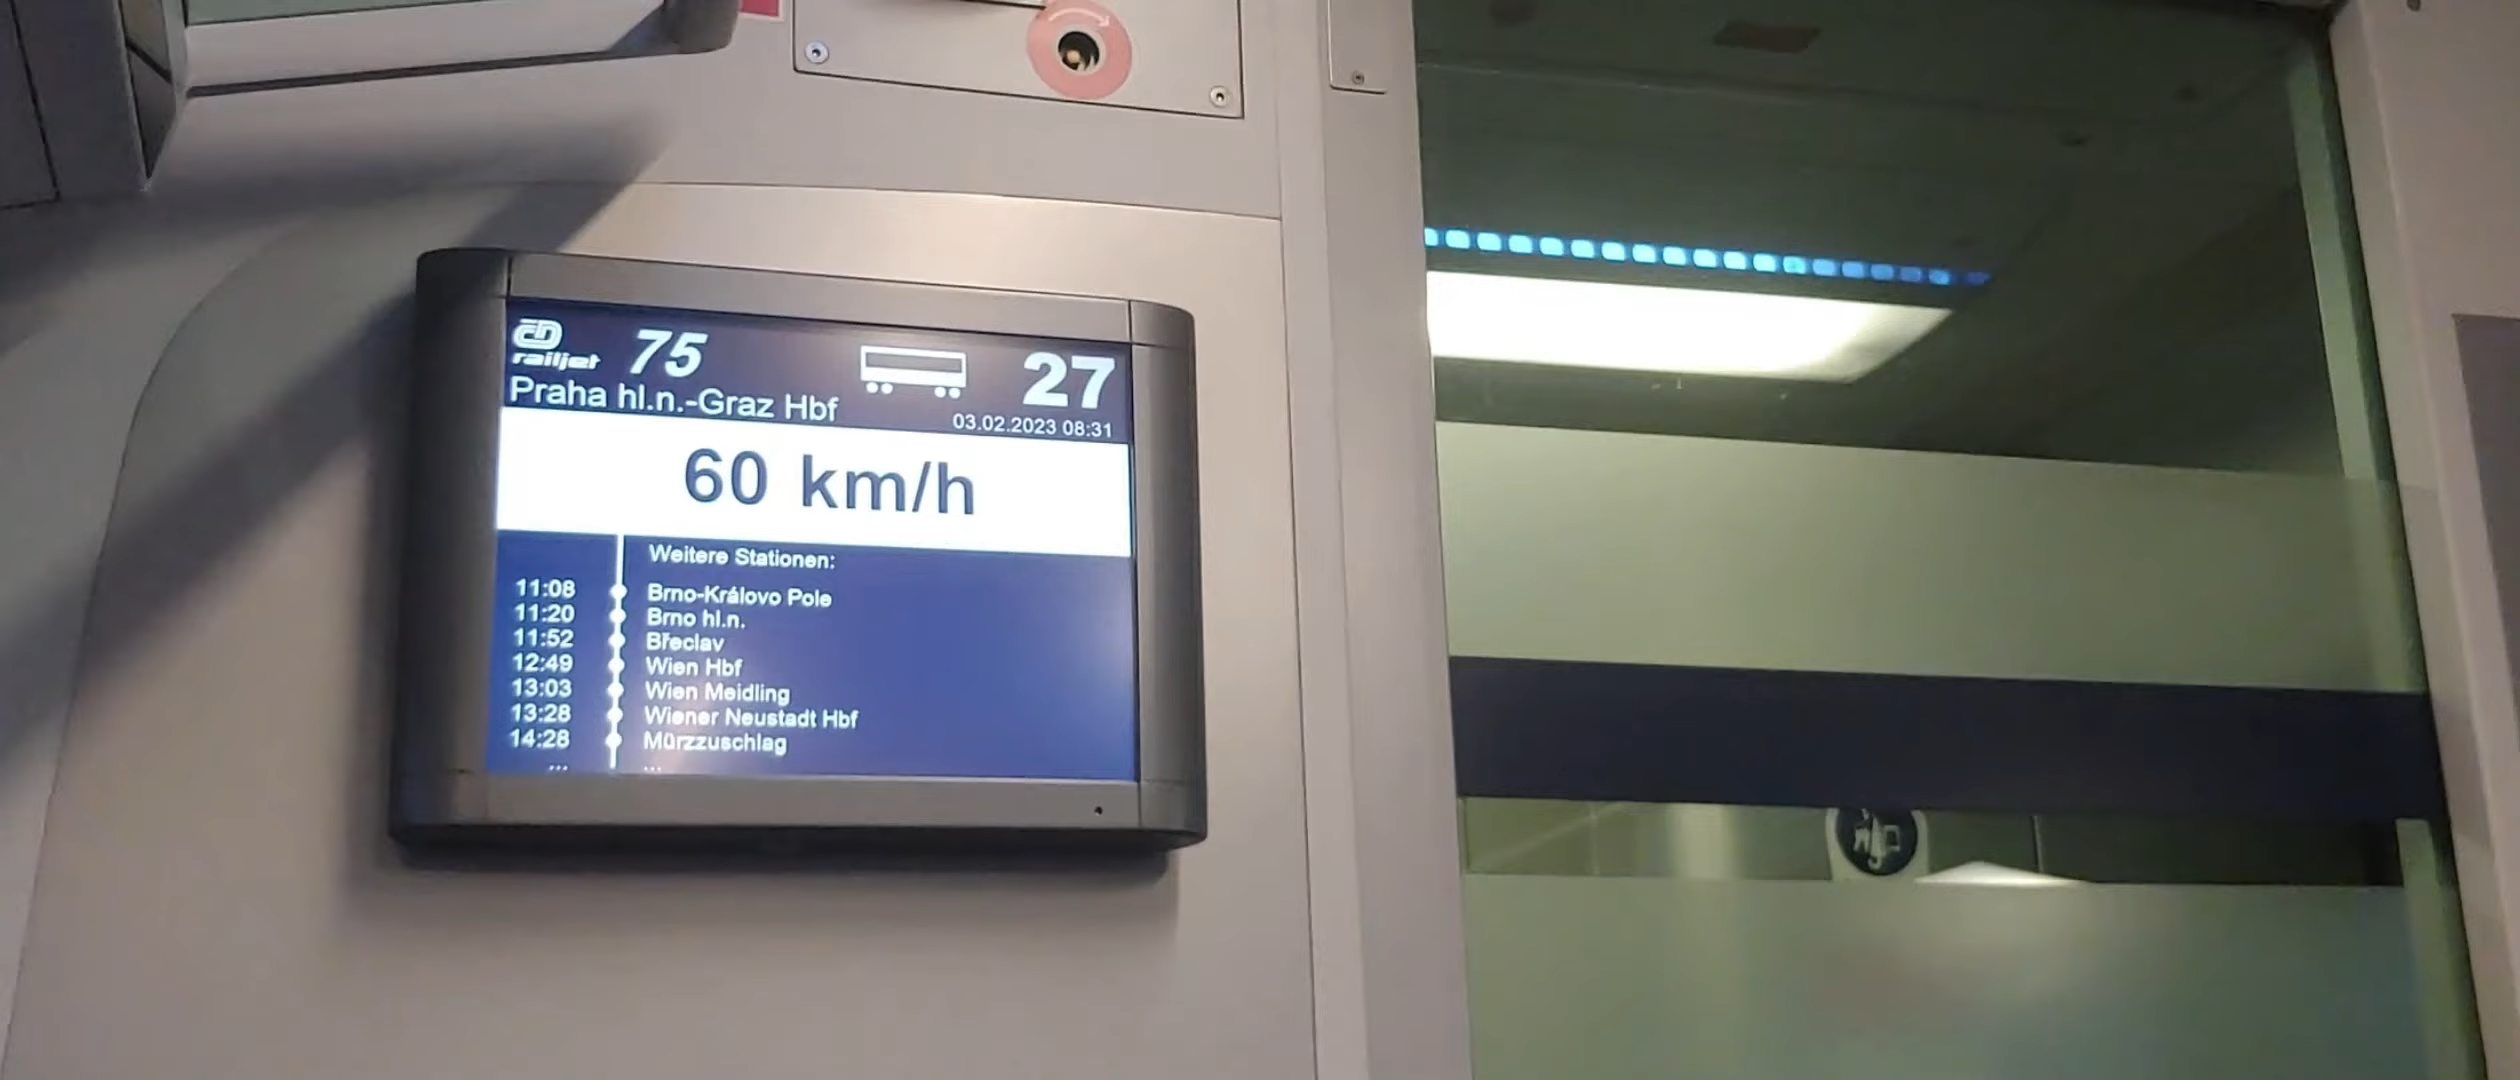 ČD
railjet 75 27
Praha hl.n.-Graz Hbf
03.02.2023 08:31
60 km/h
Weitere Stationen:
11:08 Brno-Královo Pole
11:20 Brno hl.n.
11:52 Břeclav
12:49 Wien Hbf
13:03 Wien Meidling
13:28 Wiener Neustadt Hbf
14:28 Mürzzuschlag
... ...